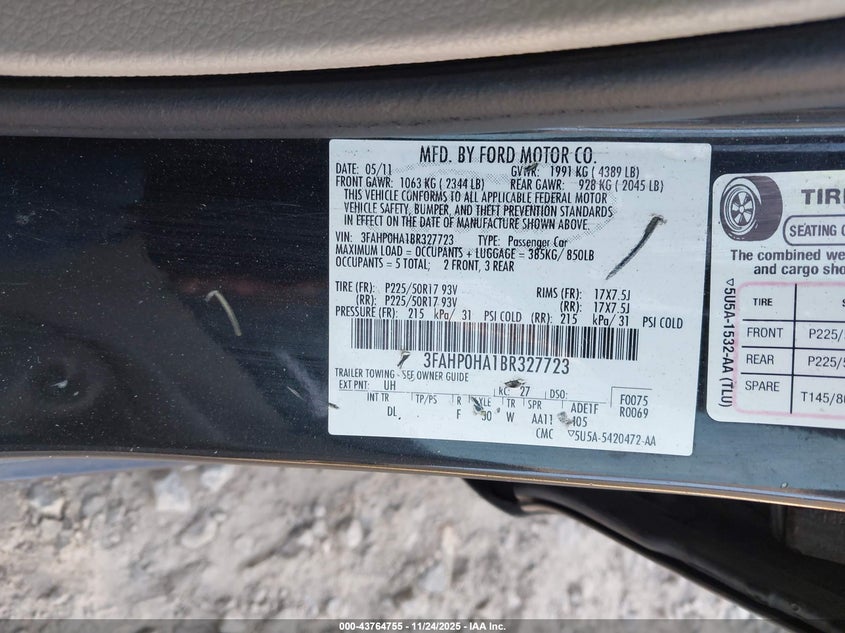 MFD. BY FORD MOTOR CO.
DATE: 05/11 GVWR: 1991 KG ( 4389 LB)
FRONT GAWR: 1063 KG ( 2344 LB) REAR GAWR: 928 KG ( 2045 LB)
THIS VEHICLE CONFORMS TO ALL APPLICABLE FEDERAL MOTOR
VEHICLE SAFETY, BUMPER, AND THEFT PREVENTION STANDARDS
IN EFFECT ON THE DATE OF MANUFACTURE SHOWN ABOVE.
VIN: 3FAHP0HA1BR327723 TYPE: Passenger Car
MAXIMUM LOAD = OCCUPANTS + LUGGAGE = 385KG/ 850LB
OCCUPANTS = 5 TOTAL; 2 FRONT, 3 REAR
TIRE (FR): P225/50R17 93V RIMS (FR): 17X7.5J
(RR): P225/50R17 93V (RR): 17X7.5J
PRESSURE (FR): 215 kPa/ 31 PSI COLD (RR): 215 kPa/ 31 PSI COLD
3FAHP0HA1BR327723
TRAILER TOWING - SEE OWNER GUIDE
EXT PNT: UH RC: 27 DSO: F0075
INT TR TP/PS R AXLE TR SPR ADETF R0069
DL F W AA11
CMC ▽5U5A-5420472-AA
▽5U5A-1532-AA (TLU)
TIR
SEATING C
The combined we
and cargo sho
TIRE S
FRONT P225/
REAR P225/5
SPARE T145/80
000-43764755 | 11/24/2025 - IAA Inc.